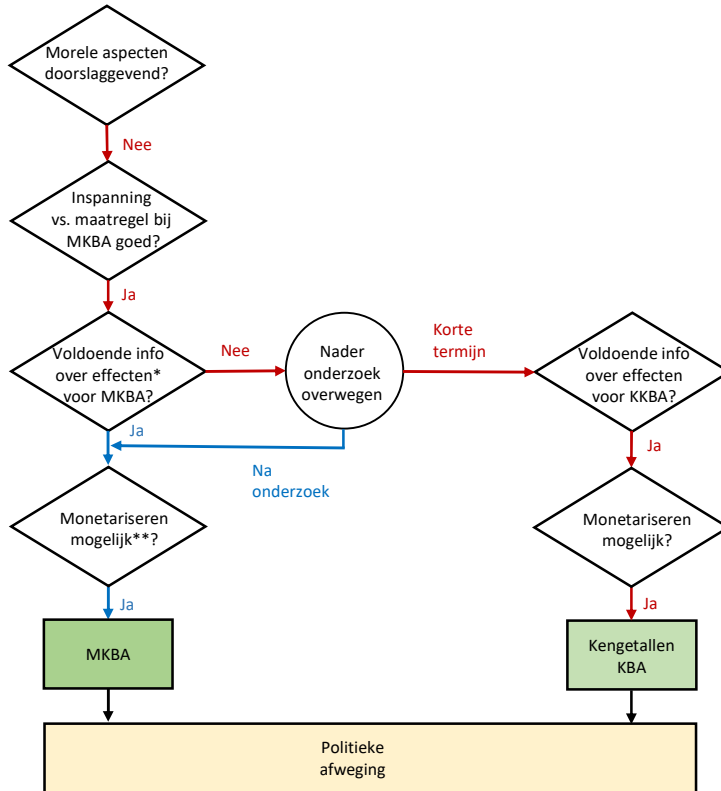 Morele aspecten
doorslaggevend?
Nee
Inspanning
vs. maatregel bij
MKBA goed?
Ja
Voldoende info
over effecten*
voor MKBA?
Nee
Nader
onderzoek
overwegen
Korte
termijn
Voldoende info
over effecten
voor KKBA?
Ja
Na
onderzoek
Ja
Monetariseren
mogelijk**?
Monetariseren
mogelijk?
Ja
Ja
MKBA
Kengetallen
KBA
Politieke
afweging